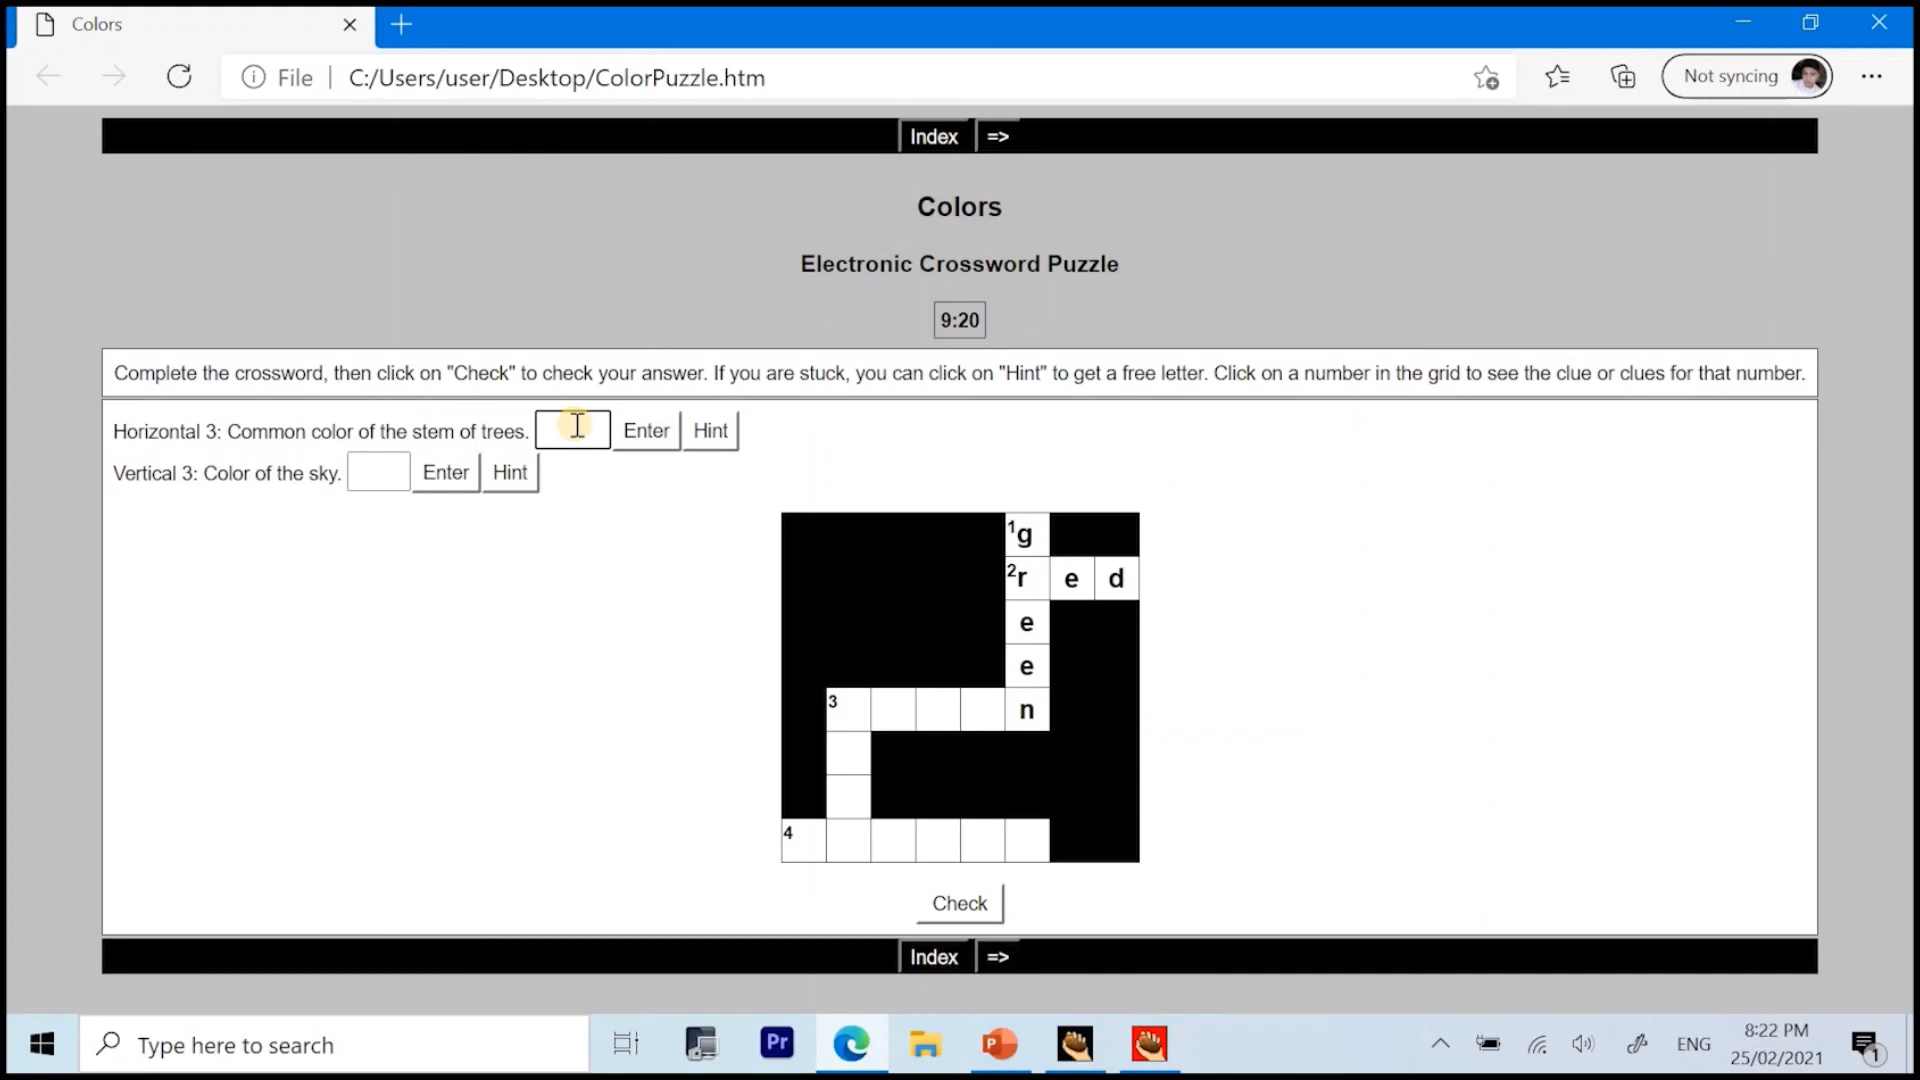 Colors
File | C:/Users/user/Desktop/ColorPuzzle.htm
Not syncing
Index =>
Colors
Electronic Crossword Puzzle
9:20
Complete the crossword, then click on "Check" to check your answer. If you are stuck, you can click on "Hint" to get a free letter. Click on a number in the grid to see the clue or clues for that number.
Horizontal 3: Common color of the stem of trees. Enter Hint
Vertical 3: Color of the sky. Enter Hint
1 g
2 r e d
e
e
3 n
4
Check
Index =>
Type here to search
Pr
ENG
8:22 PM
25/02/2021
1